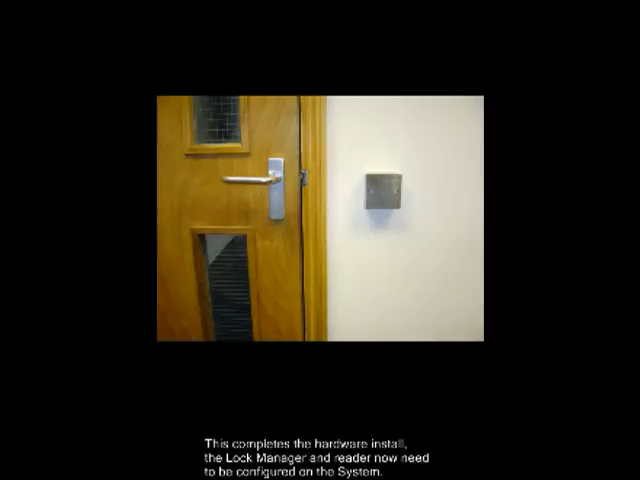 This completes the hardware install,
the Lock Manager and reader now need
to be configured on the System.